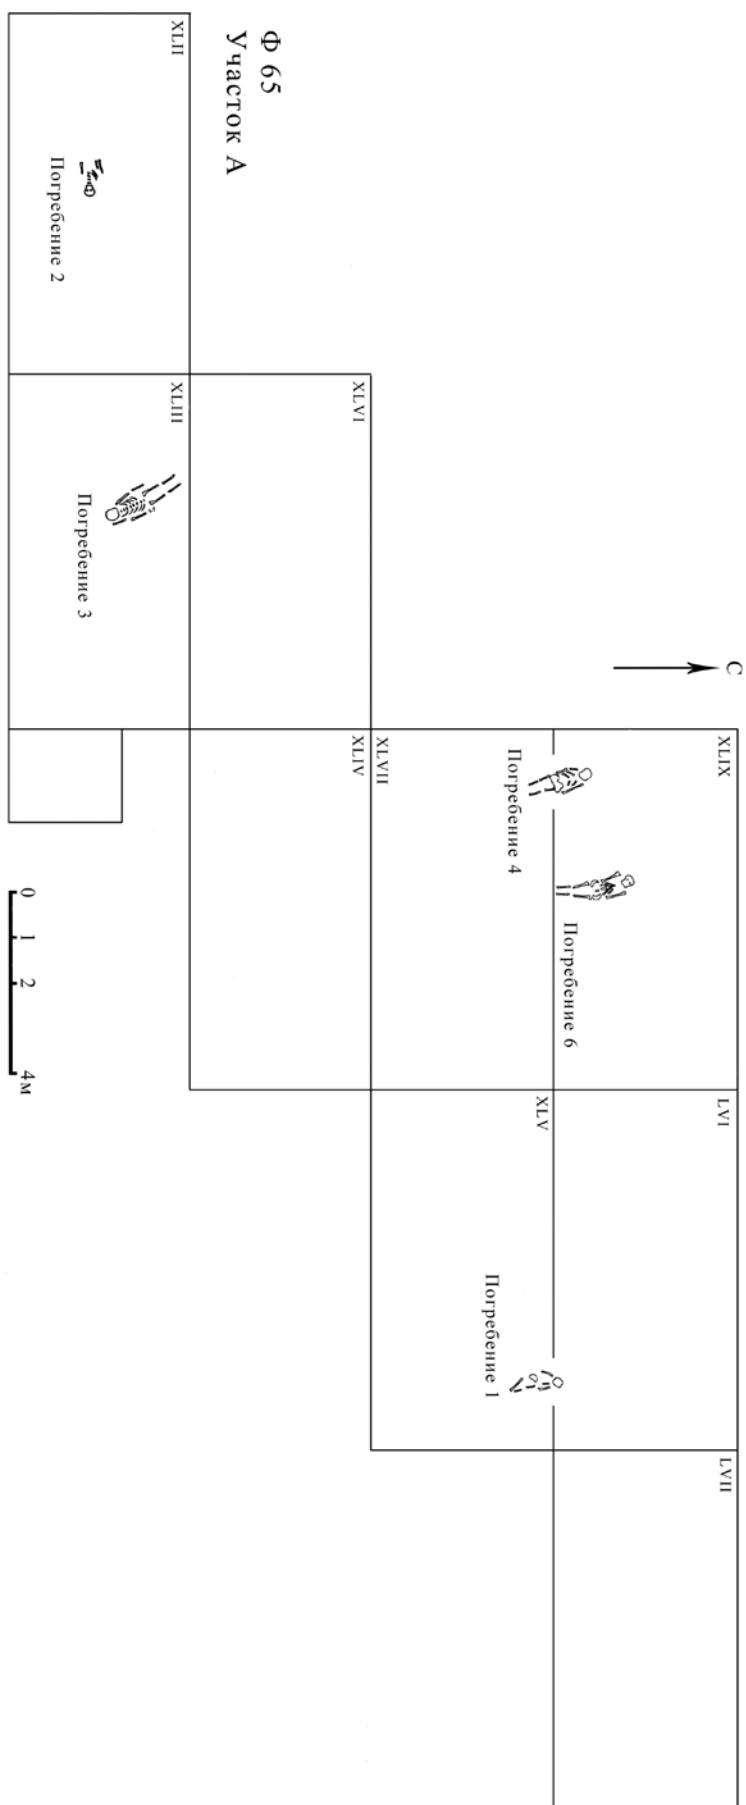 Ф 65
Участок А
XLII
Погребение 2
XLIII
XLVI
Погребение 3
С
XLIV
XLVII
XLIX
Погребение 4
Погребение 6
XLV
LVI
Погребение 1
LVII
0 1 2 4м